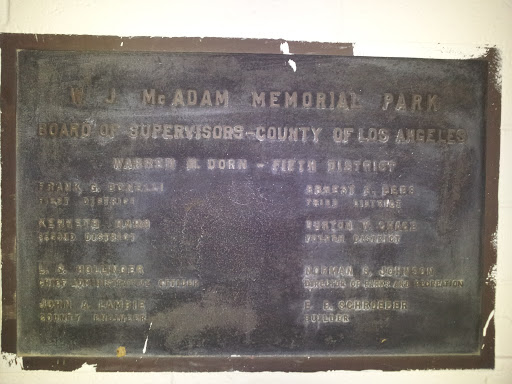 W J McADAM MEMORIAL PARK
BOARD OF SUPERVISORS - COUNTY OF LOS ANGELES
WARREN M. DORN - FIFTH DISTRICT
FRANK G. BONELLI
FIRST DISTRICT
ERNEST E. DEBS
THIRD DISTRICT
KENNETH HAHN
SECOND DISTRICT
BURTON W. CHACE
FOURTH DISTRICT
L. S. HOLLINGER
CHIEF ADMINISTRATIVE OFFICER
NORMAN S. JOHNSON
DIRECTOR OF PARKS AND RECREATION
JOHN A. LAMBIE
COUNTY ENGINEER
E. SCHROEDER
BUILDER